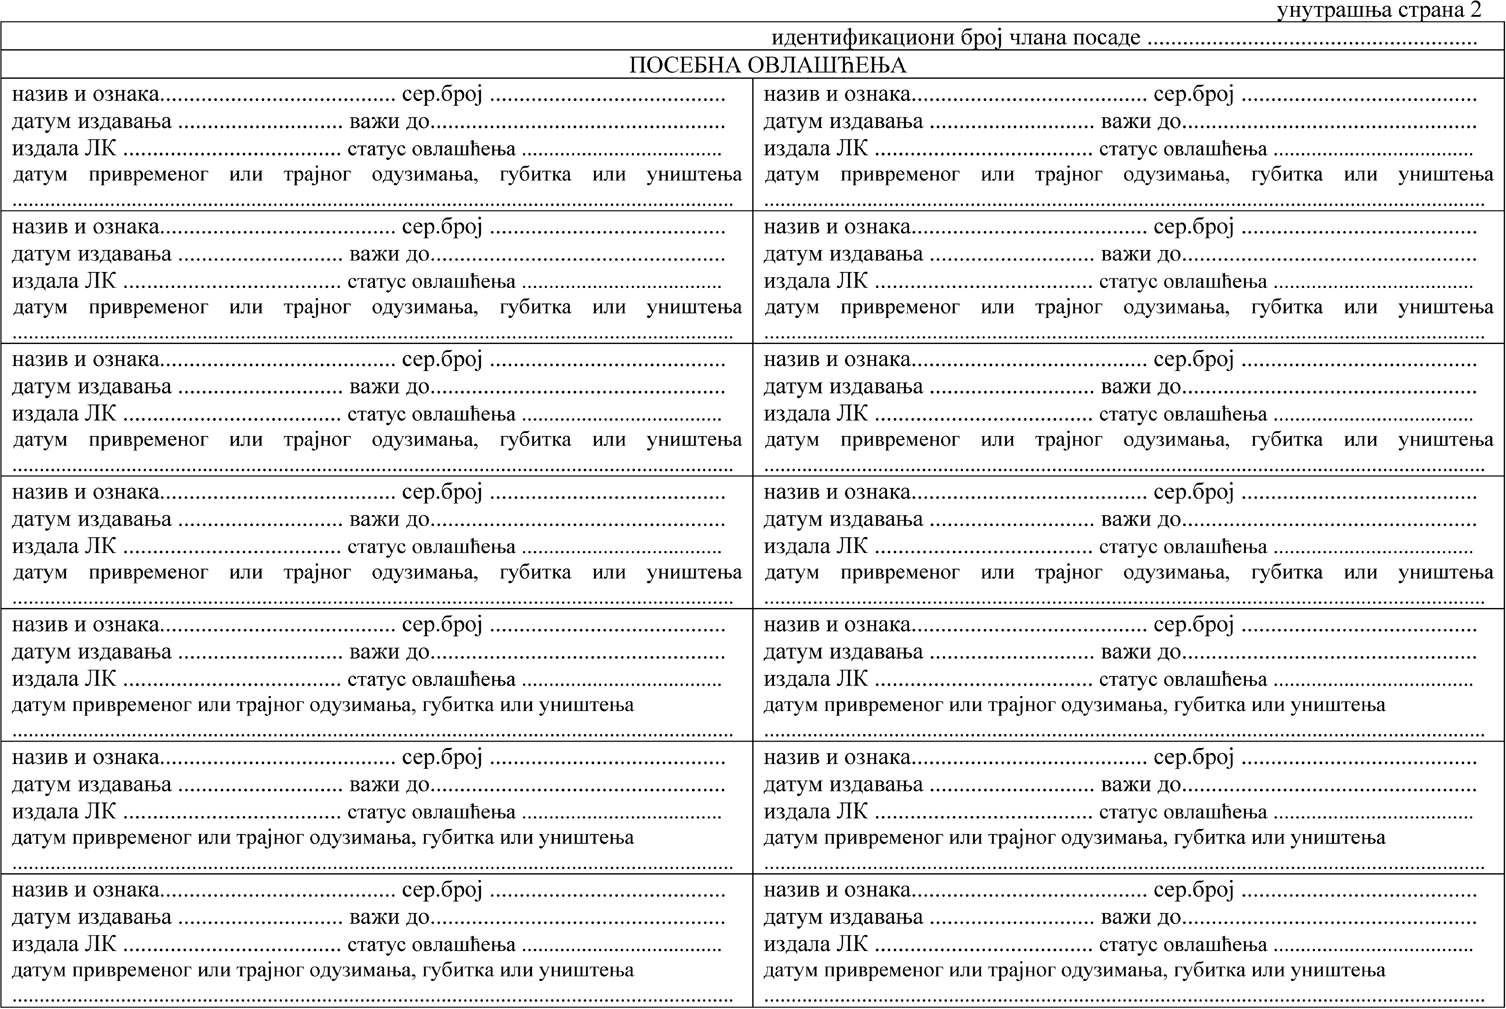 унутрашња страна 2
идентификациони број члана посаде ........................................................
ПОСЕБНА ОВЛАШЋЕЊА
назив и ознака........................................ сер.број ........................................
датум издавања ............................ важи до..................................................
издала ЛК ..................................... статус овлашћења ..................................
датум привременог или трајног одузимања, губитка или уништења
..........................................................................................................................
назив и ознака........................................ сер.број ........................................
датум издавања ............................ важи до..................................................
издала ЛК ..................................... статус овлашћења ..................................
датум привременог или трајног одузимања, губитка или уништења
..........................................................................................................................
назив и ознака........................................ сер.број ........................................
датум издавања ............................ важи до..................................................
издала ЛК ..................................... статус овлашћења ..................................
датум привременог или трајног одузимања, губитка или уништења
..........................................................................................................................
назив и ознака........................................ сер.број ........................................
датум издавања ............................ важи до..................................................
издала ЛК ..................................... статус овлашћења ..................................
датум привременог или трајног одузимања, губитка или уништења
..........................................................................................................................
назив и ознака........................................ сер.број ........................................
датум издавања ............................ важи до..................................................
издала ЛК ..................................... статус овлашћења ..................................
датум привременог или трајног одузимања, губитка или уништења
..........................................................................................................................
назив и ознака........................................ сер.број ........................................
датум издавања ............................ важи до..................................................
издала ЛК ..................................... статус овлашћења ..................................
датум привременог или трајног одузимања, губитка или уништења
..........................................................................................................................
назив и ознака........................................ сер.број ........................................
датум издавања ............................ важи до..................................................
издала ЛК ..................................... статус овлашћења ..................................
датум привременог или трајног одузимања, губитка или уништења
..........................................................................................................................
назив и ознака........................................ сер.број ........................................
датум издавања ............................ важи до..................................................
издала ЛК ..................................... статус овлашћења ..................................
датум привременог или трајног одузимања, губитка или уништења
..........................................................................................................................
назив и ознака........................................ сер.број ........................................
датум издавања ............................ важи до..................................................
издала ЛК ..................................... статус овлашћења ..................................
датум привременог или трајног одузимања, губитка или уништења
..........................................................................................................................
назив и ознака........................................ сер.број ........................................
датум издавања ............................ важи до..................................................
издала ЛК ..................................... статус овлашћења ..................................
датум привременог или трајног одузимања, губитка или уништења
..........................................................................................................................
назив и ознака........................................ сер.број ........................................
датум издавања ............................ важи до..................................................
издала ЛК ..................................... статус овлашћења ..................................
датум привременог или трајног одузимања, губитка или уништења
..........................................................................................................................
назив и ознака........................................ сер.број ........................................
датум издавања ............................ важи до..................................................
издала ЛК ..................................... статус овлашћења ..................................
датум привременог или трајног одузимања, губитка или уништења
..........................................................................................................................
назив и ознака........................................ сер.број ........................................
датум издавања ............................ важи до..................................................
издала ЛК ..................................... статус овлашћења ..................................
датум привременог или трајног одузимања, губитка или уништења
..........................................................................................................................
назив и ознака........................................ сер.број ........................................
датум издавања ............................ важи до..................................................
издала ЛК ..................................... статус овлашћења ..................................
датум привременог или трајног одузимања, губитка или уништења
..........................................................................................................................